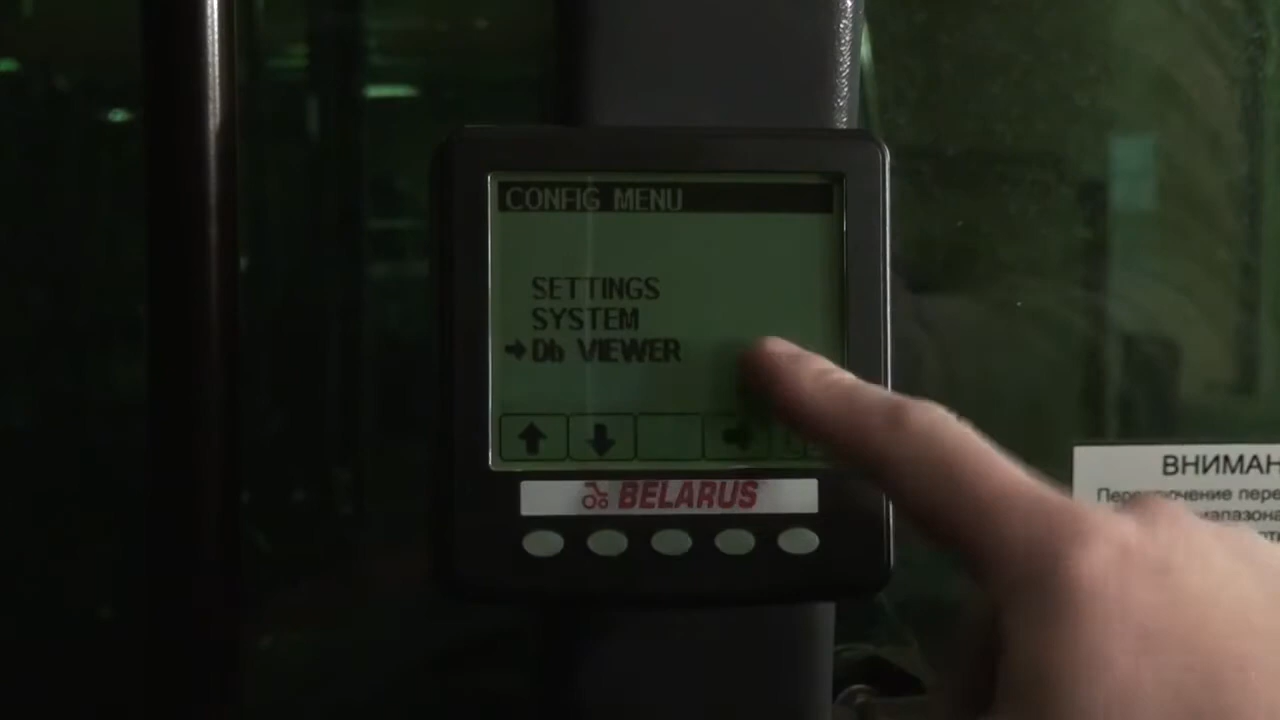 CONFIG MENU
SETTINGS
SYSTEM
Db VIEWER
BELARUS
ВНИМАН